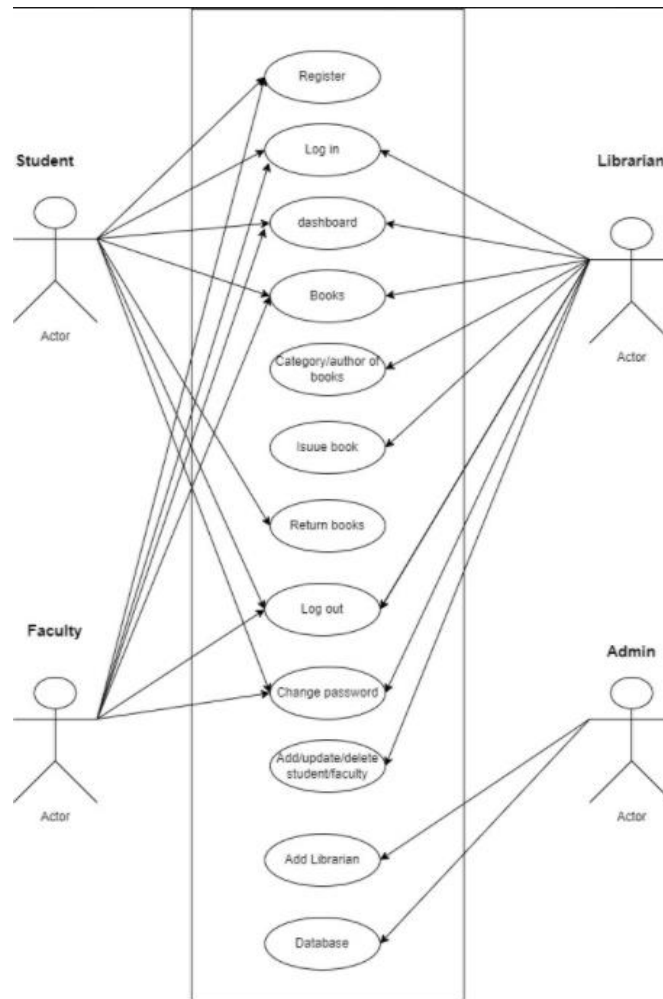 Register
Log in
Student
Librarian
dashboard
Books
Actor
Actor
Category/author of
books
Isuue book
Return books
Log out
Faculty
Admin
Change password
Add/update/delete
student/faculty
Actor
Actor
Add Librarian
Database